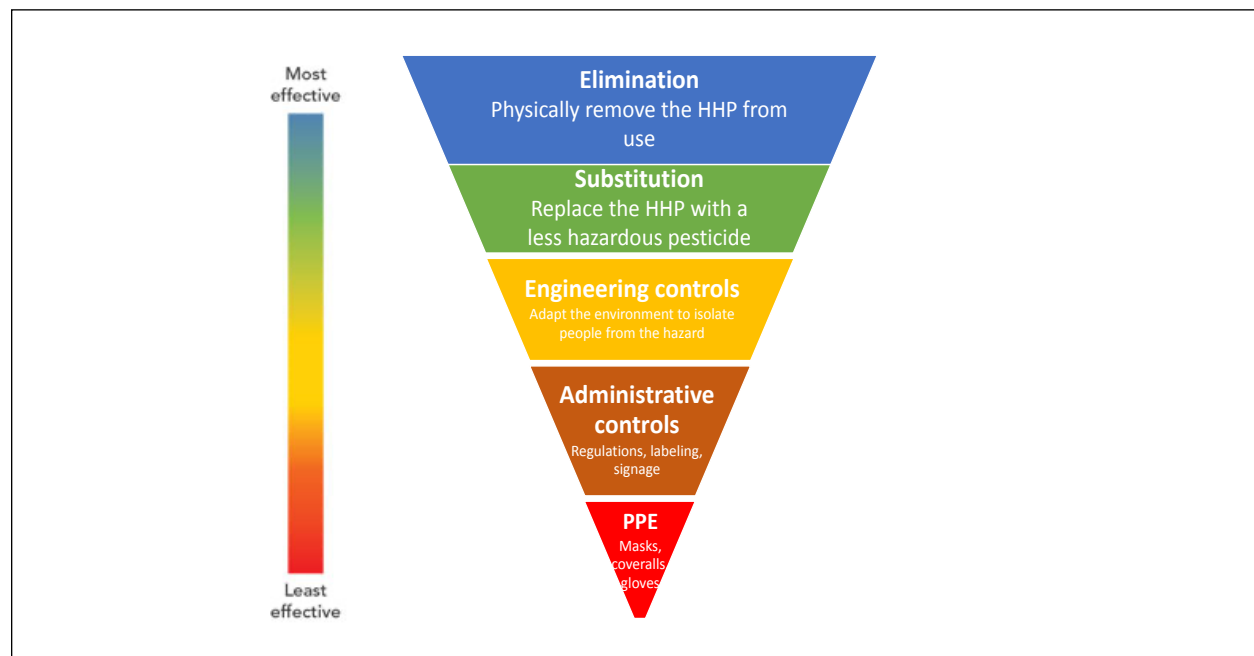 Most
effective
Elimination
Physically remove the HHP from
use
Substitution
Replace the HHP with a
less hazardous pesticide
Engineering controls
Adapt the environment to isolate
people from the hazard
Administrative
controls
Regulations, labeling,
signage
PPE
Masks,
coveralls
gloves
Least
effective